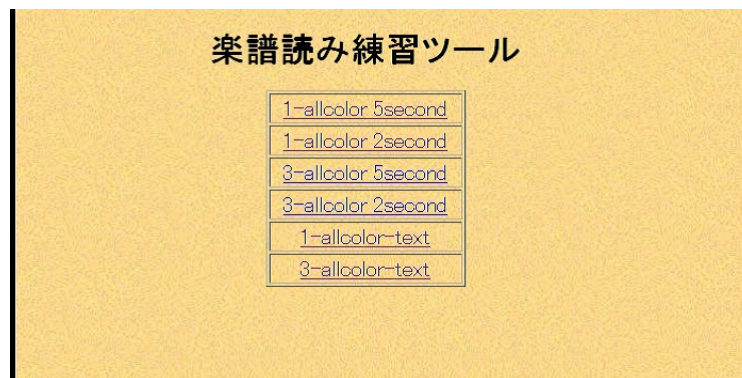 楽譜読み練習ツール
1-allcolor 5second
1-allcolor 2second
3-allcolor 5second
3-allcolor 2second
1-allcolor-text
3-allcolor-text